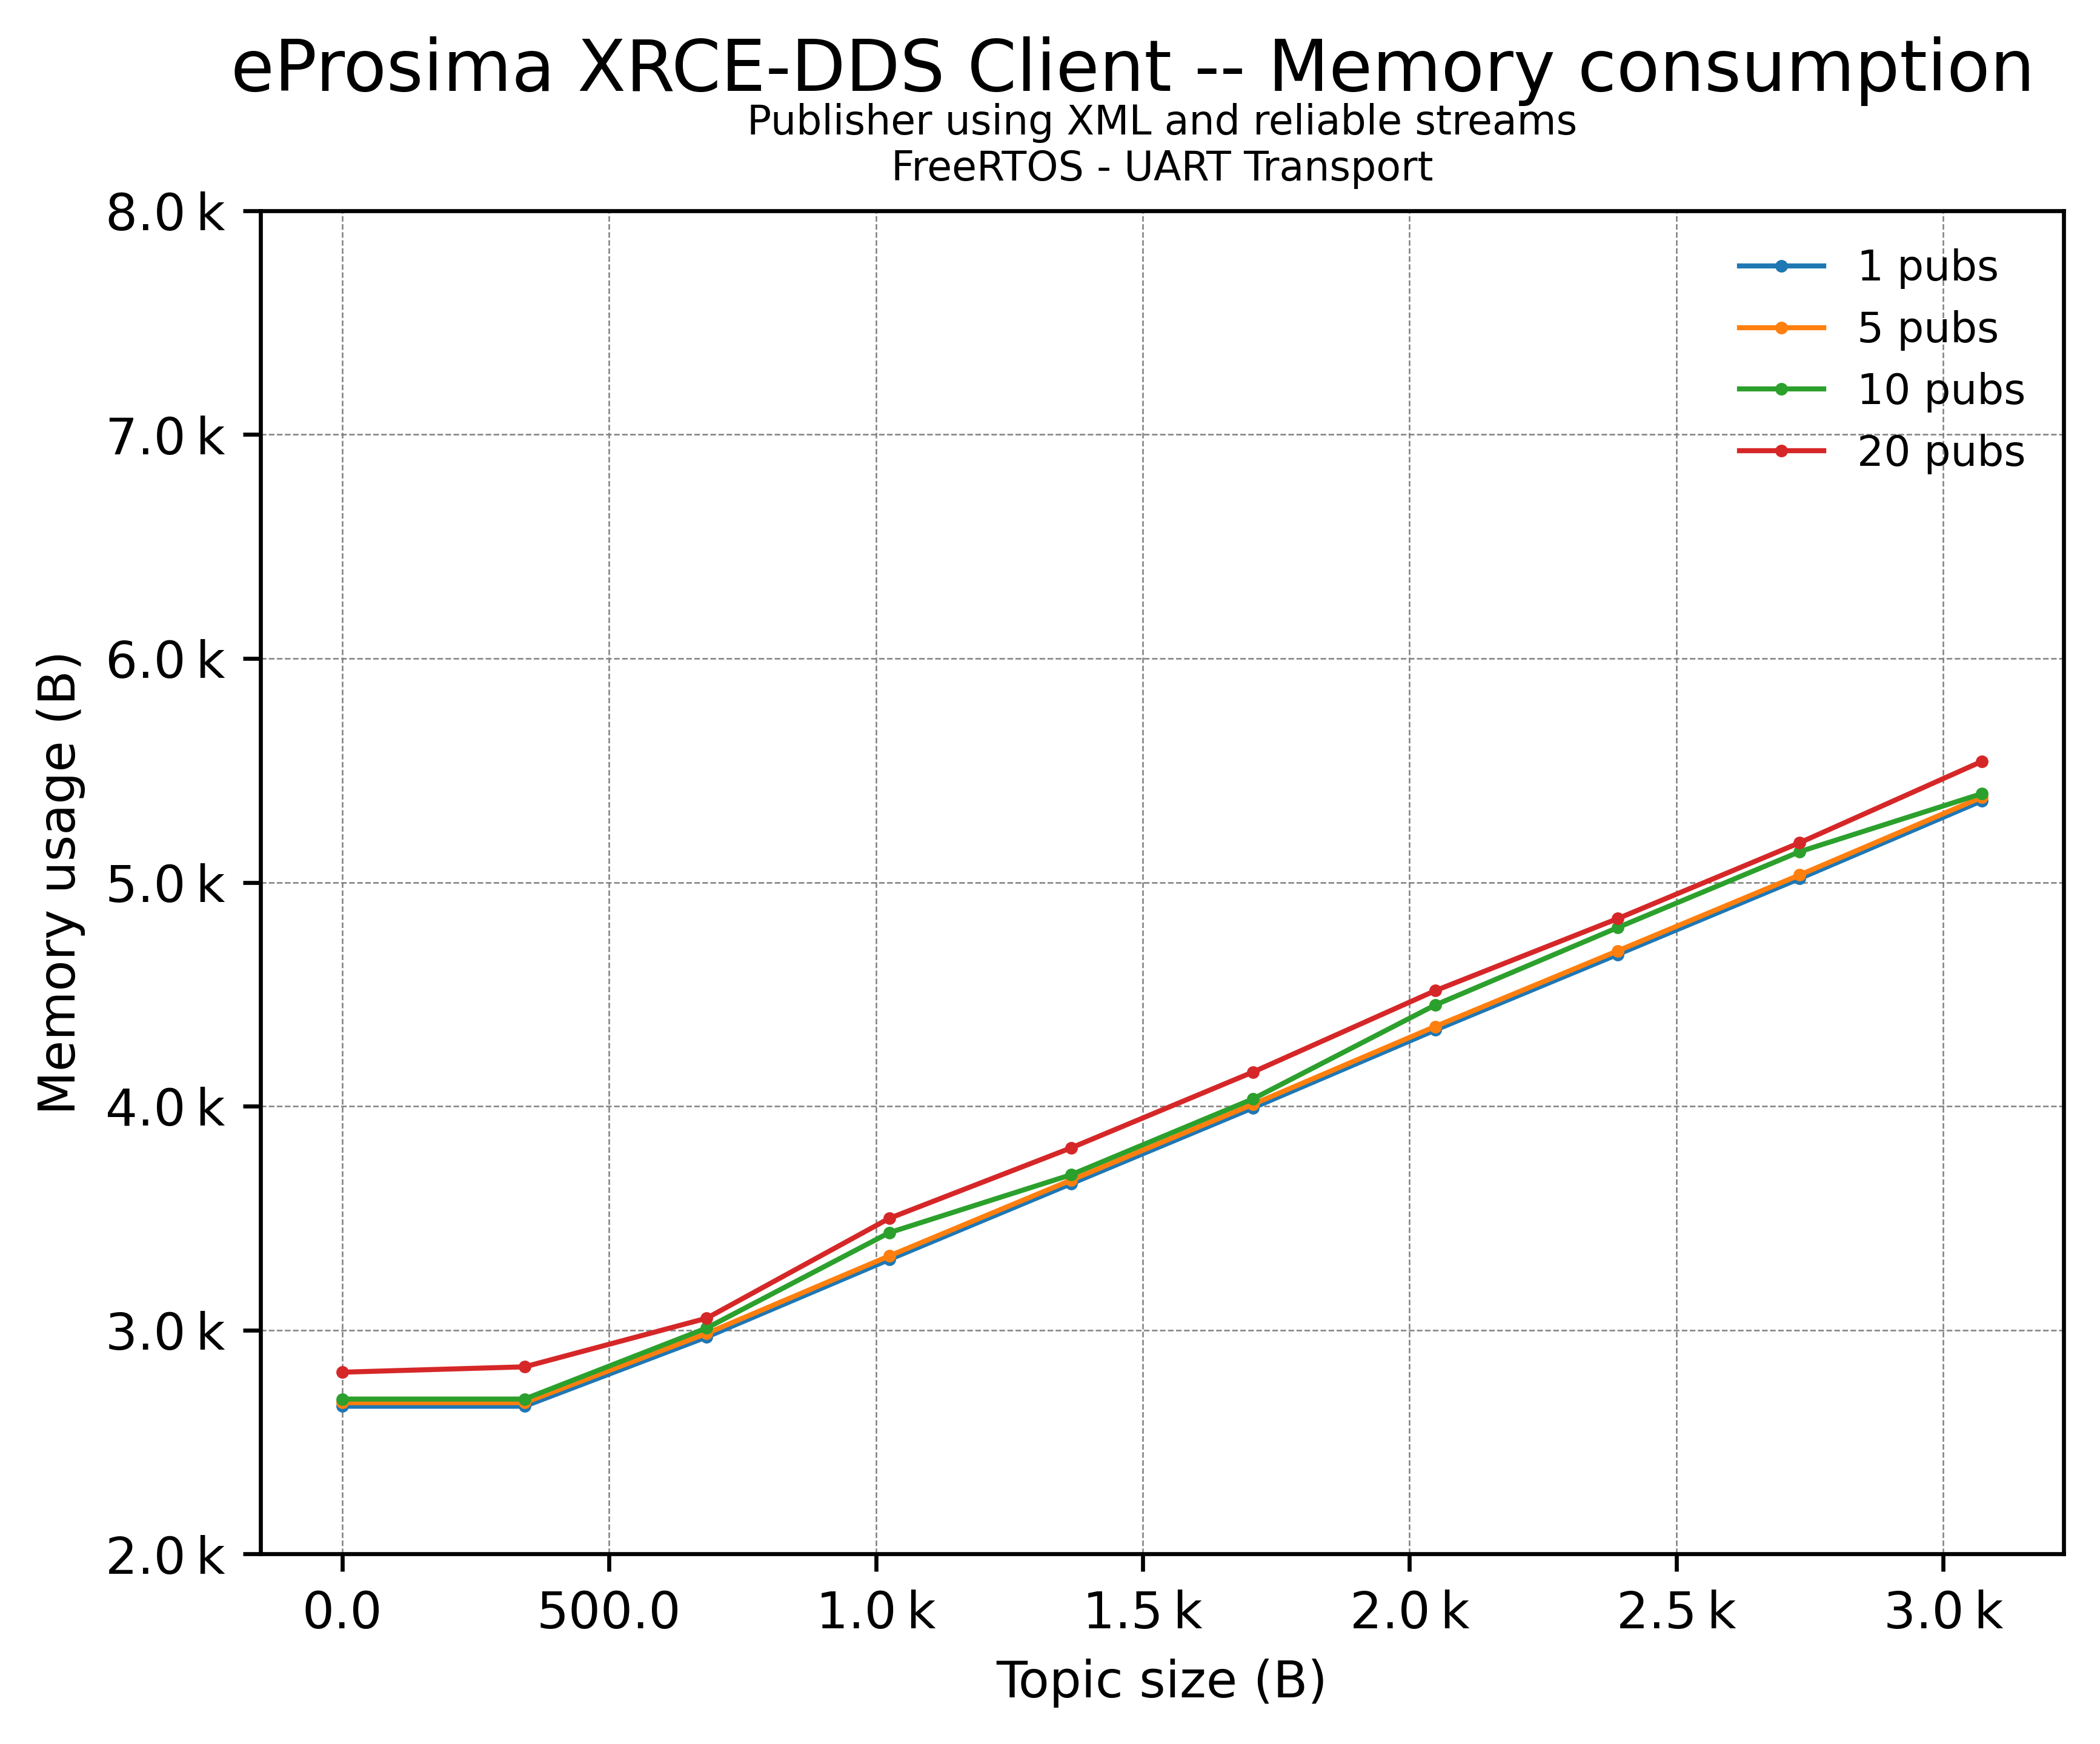 eProsima XRCE-DDS Client -- Memory consumption
Publisher using XML and reliable streams
FreeRTOS - UART Transport
8.0 k
7.0 k
6.0 k
5.0 k
4.0 k
3.0 k
2.0 k
Memory usage (B)
1 pubs
5 pubs
10 pubs
20 pubs
0.0 500.0 1.0 k 1.5 k 2.0 k 2.5 k 3.0 k
Topic size (B)